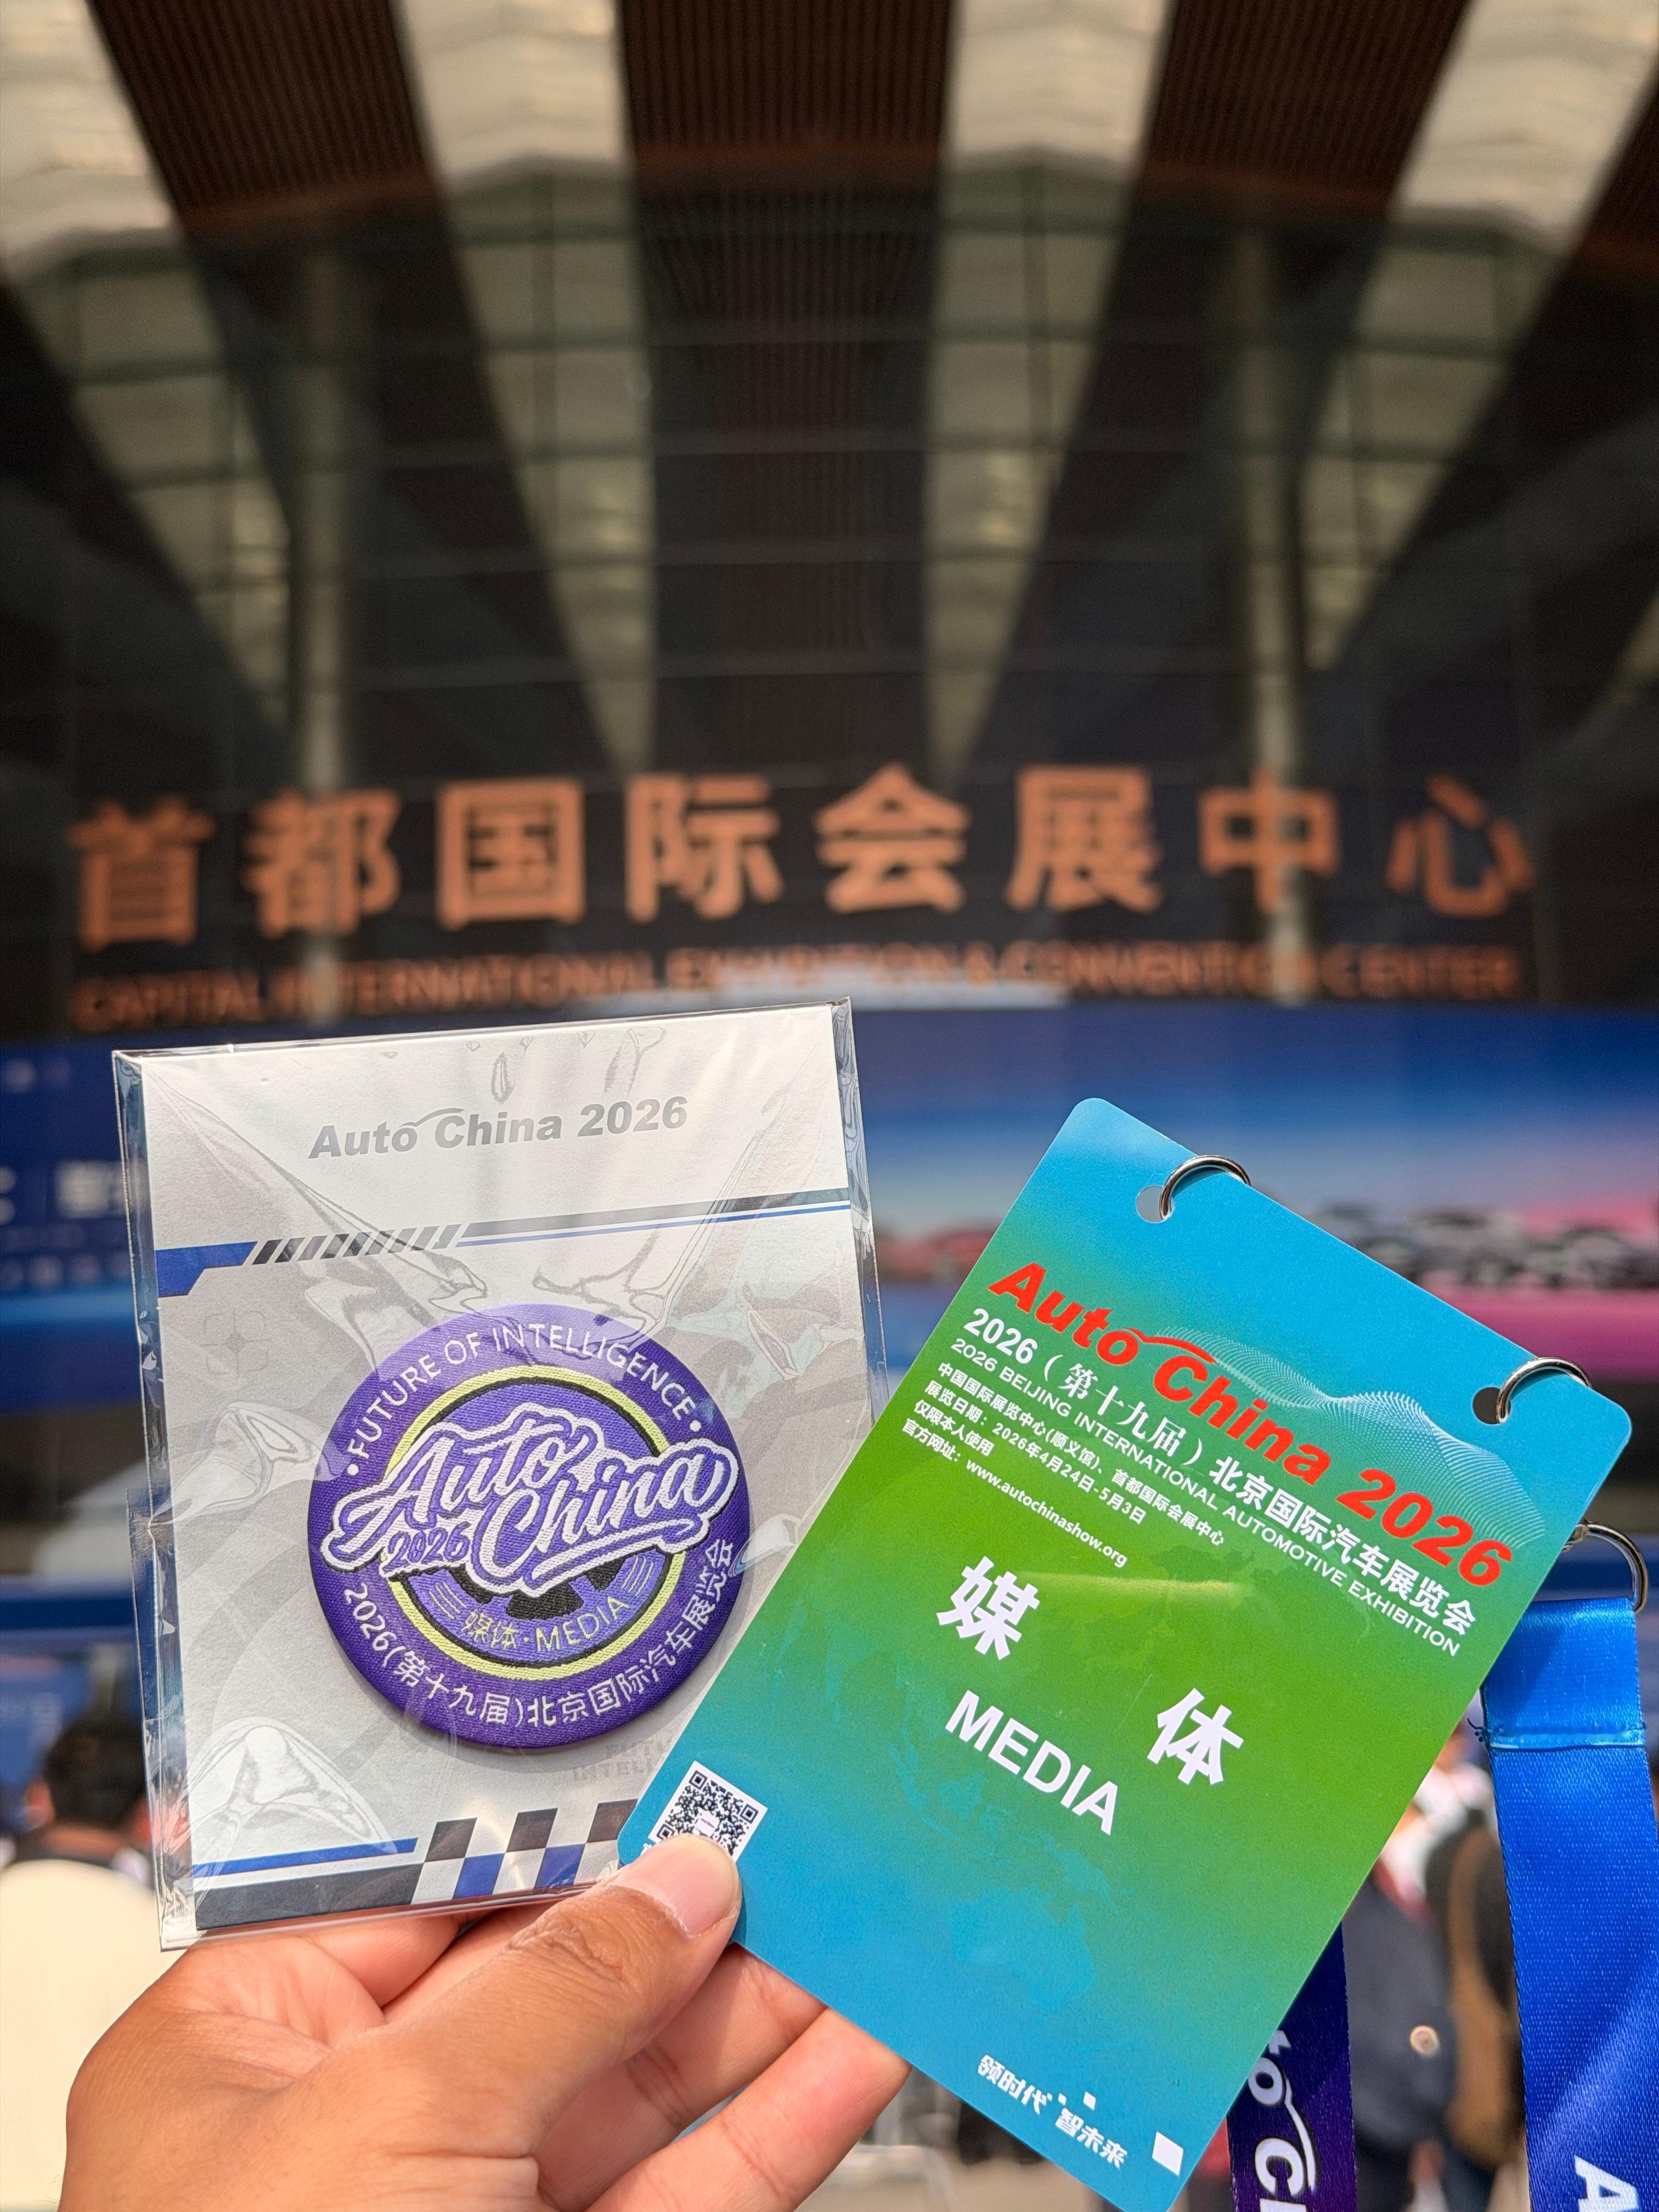 首都国际会展中心
CAPITAL INTERNATIONAL EXHIBITION & CONVENTION CENTER
Auto China 2026
• FUTURE OF INTELLIGENCE •
Auto China
2026
媒体·MEDIA
2026(第十九届)北京国际汽车展览会
Auto China 2026
2026（第十九届）北京国际汽车展览会
2026 BEIJING INTERNATIONAL AUTOMOTIVE EXHIBITION
中国国际展览中心(顺义馆)、首都国际会展中心
展览日期：2026年4月24日-5月3日
仅限本人使用
官方网址：www.autochinashow.org
媒体
MEDIA
领时代 智未来